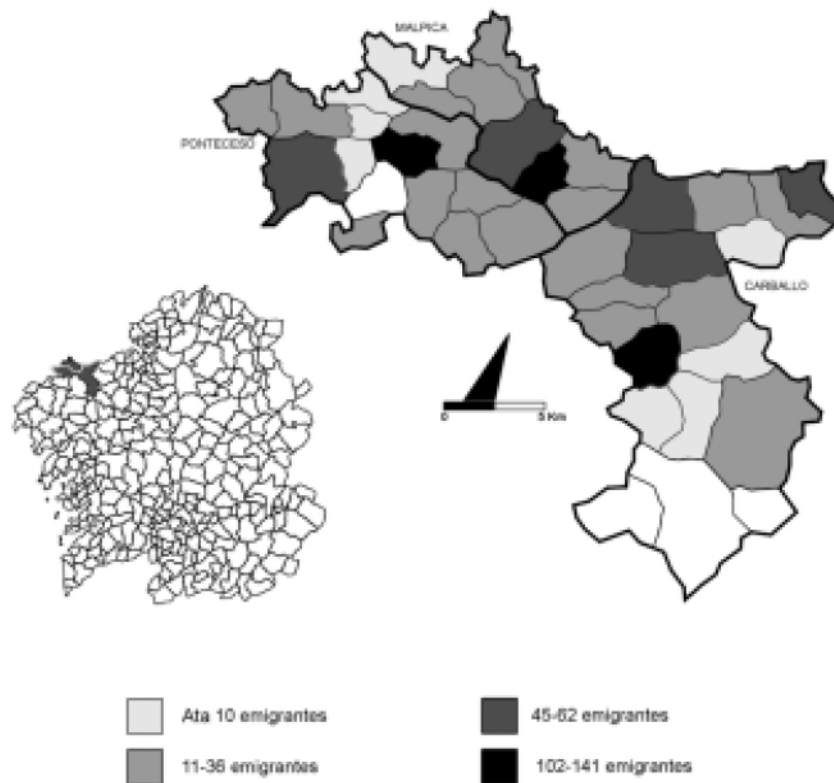 MALPICA
PONTECESO
CARBALLO
0 5 Km
Ata 10 emigrantes
45-62 emigrantes
11-36 emigrantes
102-141 emigrantes